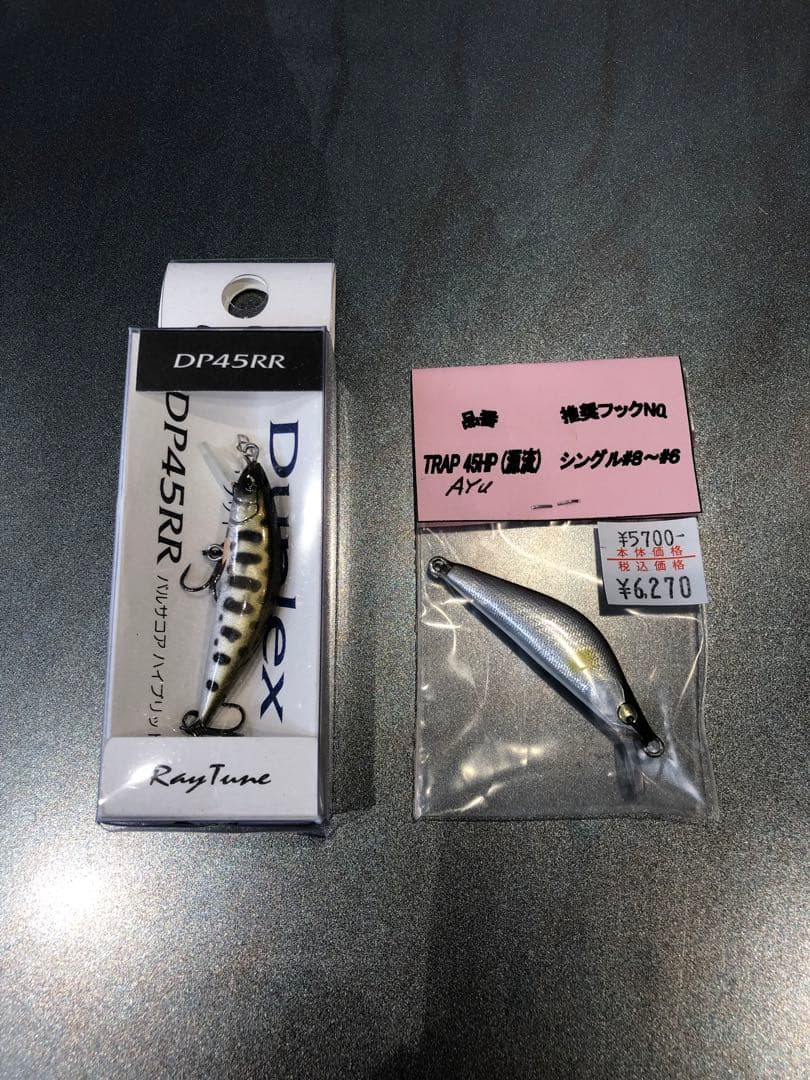 DP45RR
DP45RR
バルサコア ハイブリット
RayTune
品番
推奨フックNO
TRAP 45HP (源流)
シングル#8～#6
AYU
¥5700-
本体価格
税込価格
¥6,270